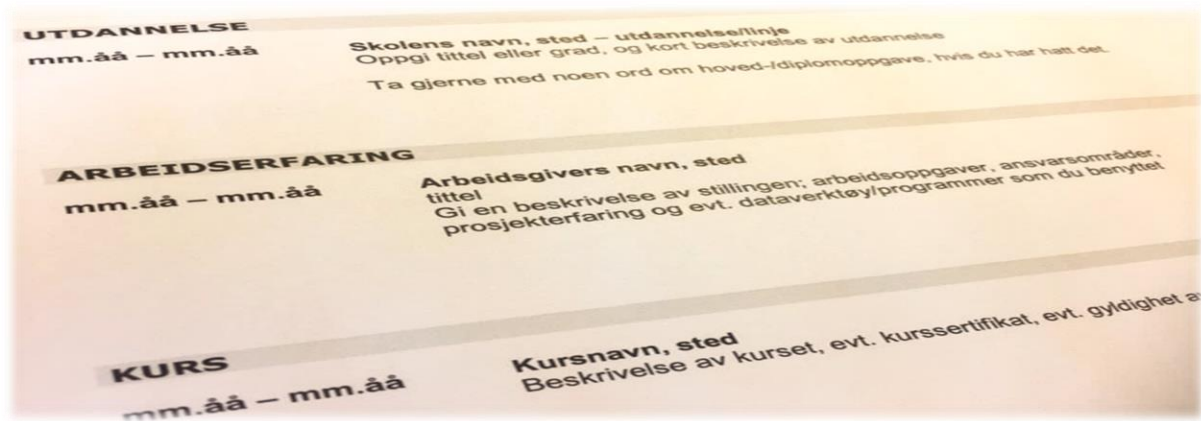 UTDANNELSE
mm.åå – mm.åå
Skolens navn, sted – utdannelse/linje
Oppgi tittel eller grad, og kort beskrivelse av utdannelse
Ta gjerne med noen ord om hoved-/diplomoppgave, hvis du har hatt det.
ARBEIDSERFARING
mm.åå – mm.åå
Arbeidsgivers navn, sted
tittel
Gi en beskrivelse av stillingen; arbeidsoppgaver, ansvarsområder,
prosjekterfaring og evt. dataverktøy/programmer som du benyttet
KURS
mm.åå – mm.åå
Kursnavn, sted
Beskrivelse av kurset, evt. kurssertifikat, evt. gyldighet